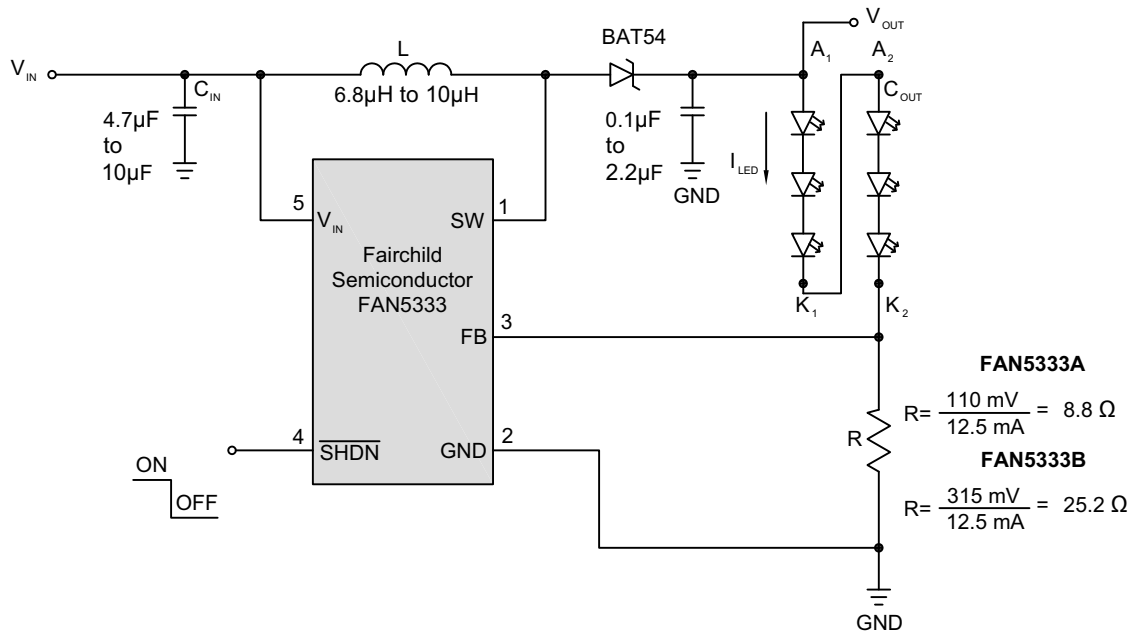 V_OUT
BAT54
L
A_1
A_2
V_IN
C_IN
6.8µH to 10µH
C_OUT
4.7µF
to
10µF
0.1µF
to
2.2µF
I_LED
GND
5
1
V_IN
SW
Fairchild
Semiconductor
FAN5333
K_1
K_2
3
FB
FAN5333A
R= 110 mV / 12.5 mA = 8.8 Ω
4
2
SHDN
GND
R
FAN5333B
ON
OFF
R= 315 mV / 12.5 mA = 25.2 Ω
GND